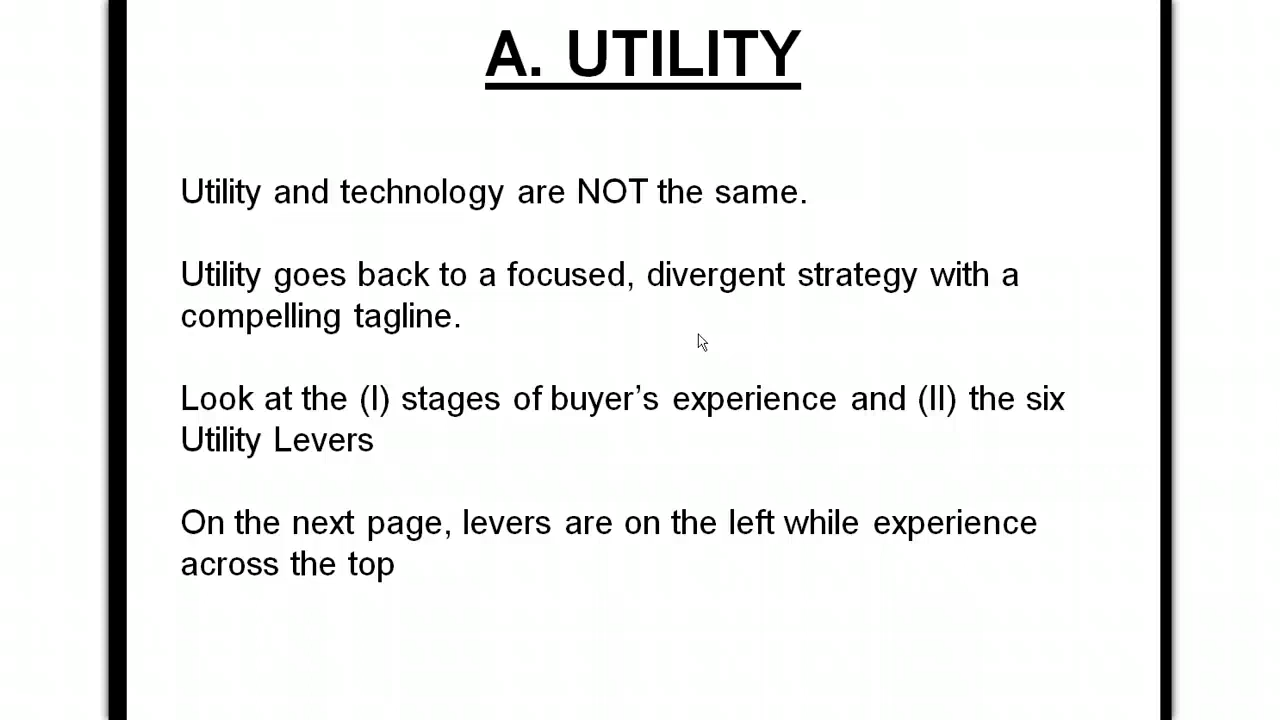 A. UTILITY
Utility and technology are NOT the same.
Utility goes back to a focused, divergent strategy with a
compelling tagline.
Look at the (I) stages of buyer’s experience and (II) the six
Utility Levers
On the next page, levers are on the left while experience
across the top